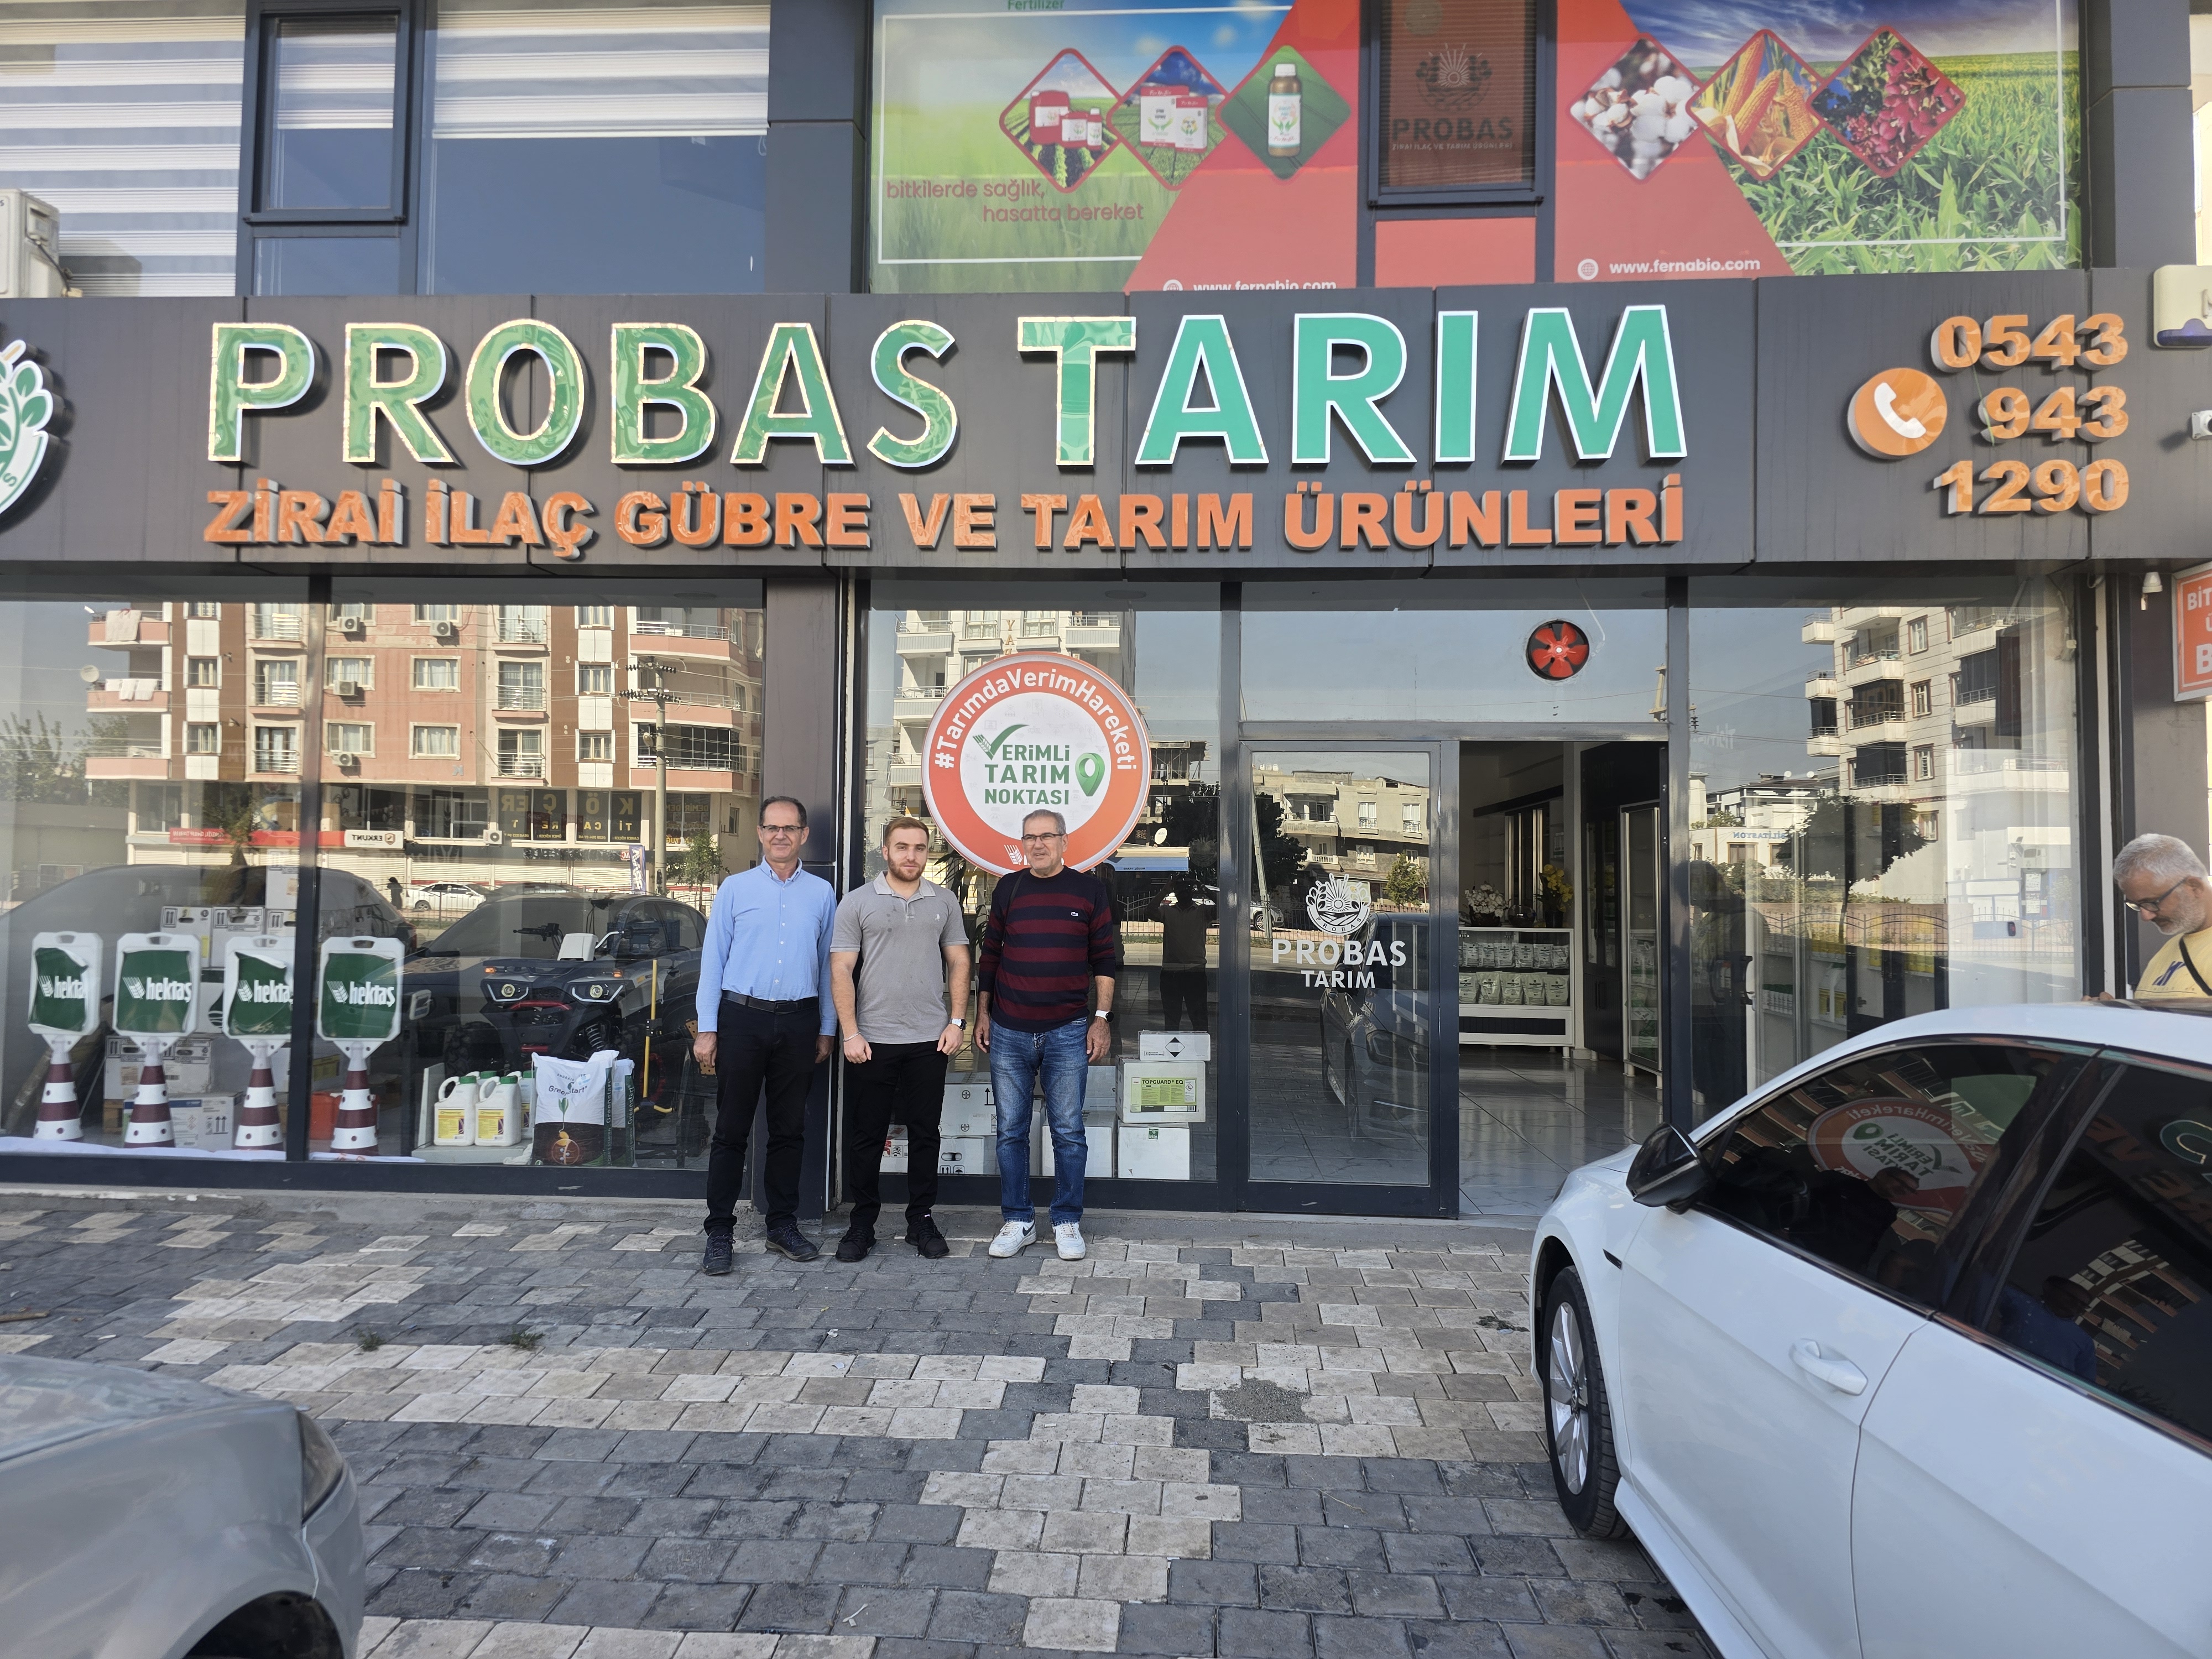 Fertilizer
bitkilerde sağlık,
hasatta bereket
www.fernabio.com
PROBAS
ZİRAİ İLAÇ VE TARIM ÜRÜNLERİ
www.fernabio.com
PROBAS TARIM
ZİRAİ İLAÇ GÜBRE VE TARIM ÜRÜNLERİ
0543
943
1290
#TarımdaVerimHareketi
VERİMLİ
TARIM
NOKTASI
PROBAS
TARIM
hektaş
hektaş
hektaş
hektaş
GreenStart
TOPGUARD EQ